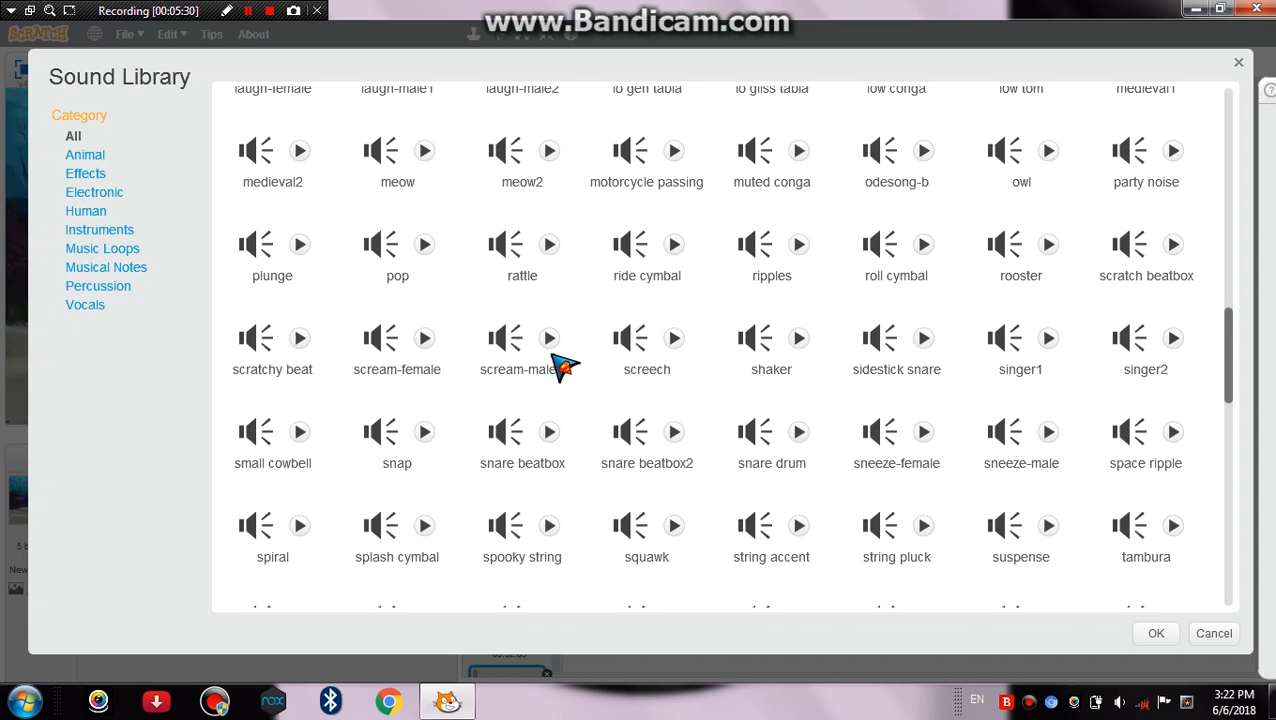 Recording [00:05:30]
www.Bandicam.com
SCRATCH File Edit Tips About
Sound Library
Category
All
Animal
Effects
Electronic
Human
Instruments
Music Loops
Musical Notes
Percussion
Vocals
laugh-female laugh-male1 laugh-male2 lo geh tabla lo gliss tabla low conga low tom medieval1
medieval2 meow meow2 motorcycle passing muted conga odesong-b owl party noise
plunge pop rattle ride cymbal ripples roll cymbal rooster scratch beatbox
scratchy beat scream-female scream-male screech shaker sidestick snare singer1 singer2
small cowbell snap snare beatbox snare beatbox2 snare drum sneeze-female sneeze-male space ripple
spiral splash cymbal spooky string squawk string accent string pluck suspense tambura
OK Cancel
New
nox
EN
3:22 PM
6/6/2018